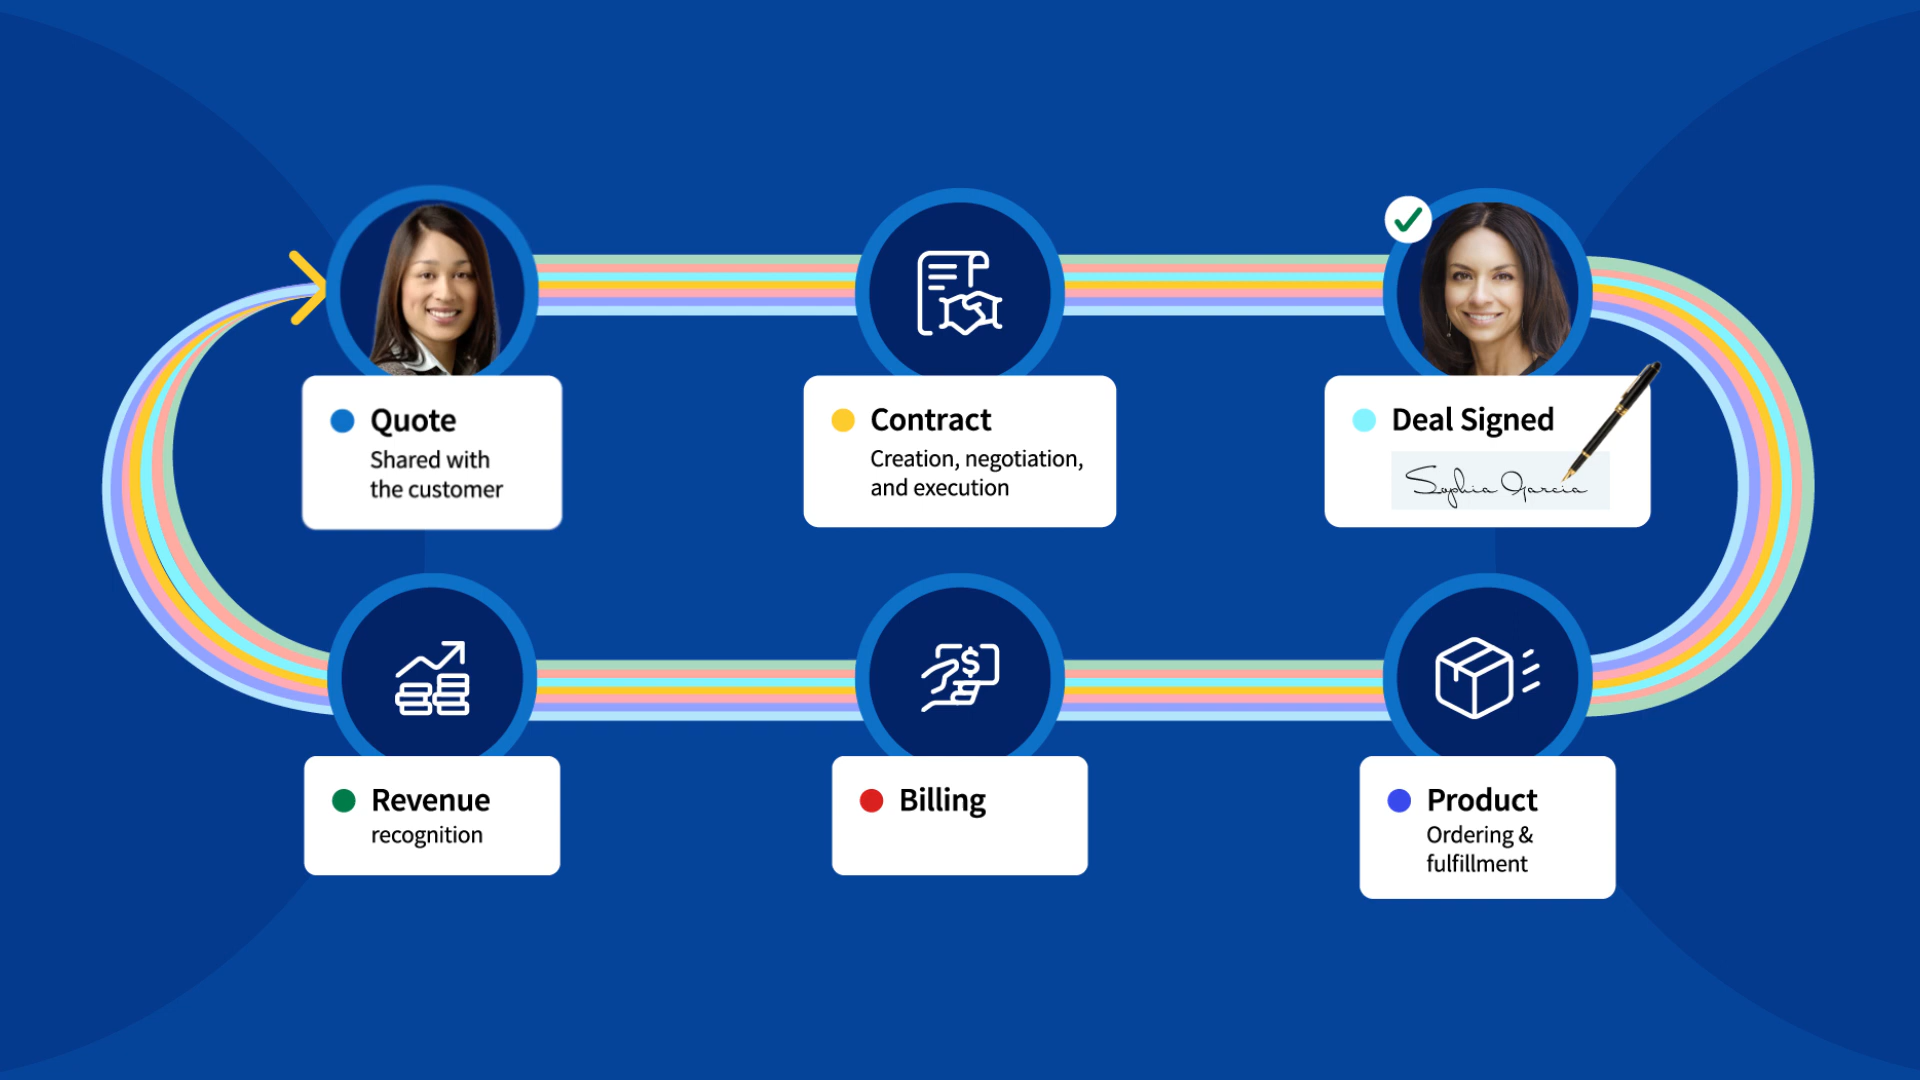 Quote
Shared with
the customer
Contract
Creation, negotiation,
and execution
Deal Signed
Sophia Garcia
$
Revenue
recognition
Billing
Product
Ordering &
fulfillment